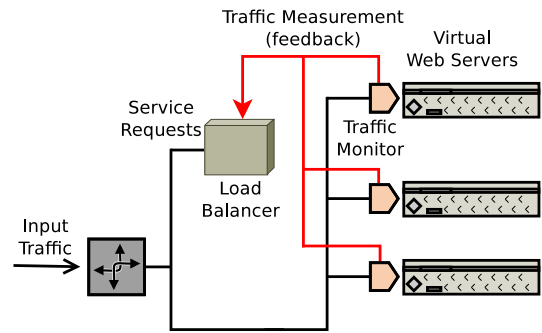 Traffic Measurement
(feedback)
Virtual
Web Servers
Service
Requests
Traffic
Monitor
Load
Balancer
Input
Traffic